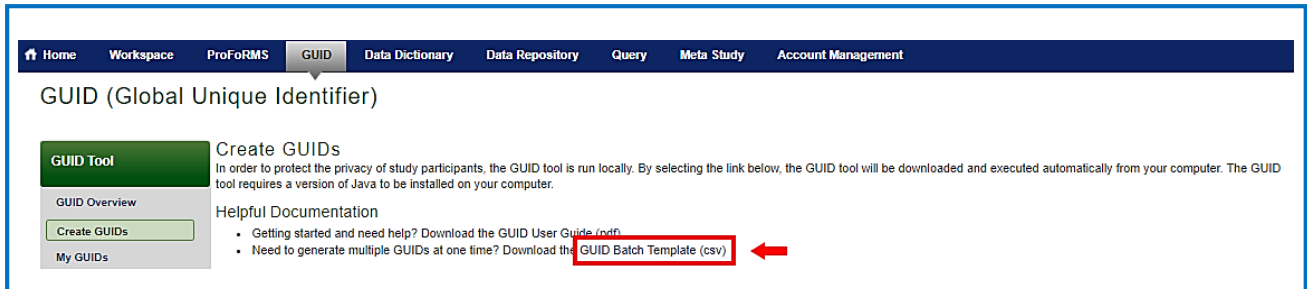 Home Workspace ProFoRMS GUID Data Dictionary Data Repository Query Meta Study Account Management
GUID (Global Unique Identifier)
GUID Tool
GUID Overview
Create GUIDs
My GUIDs
Create GUIDs
In order to protect the privacy of study participants, the GUID tool is run locally. By selecting the link below, the GUID tool will be downloaded and executed automatically from your computer. The GUID
tool requires a version of Java to be installed on your computer.
Helpful Documentation
• Getting started and need help? Download the GUID User Guide (pdf)
• Need to generate multiple GUIDs at one time? Download the GUID Batch Template (csv)